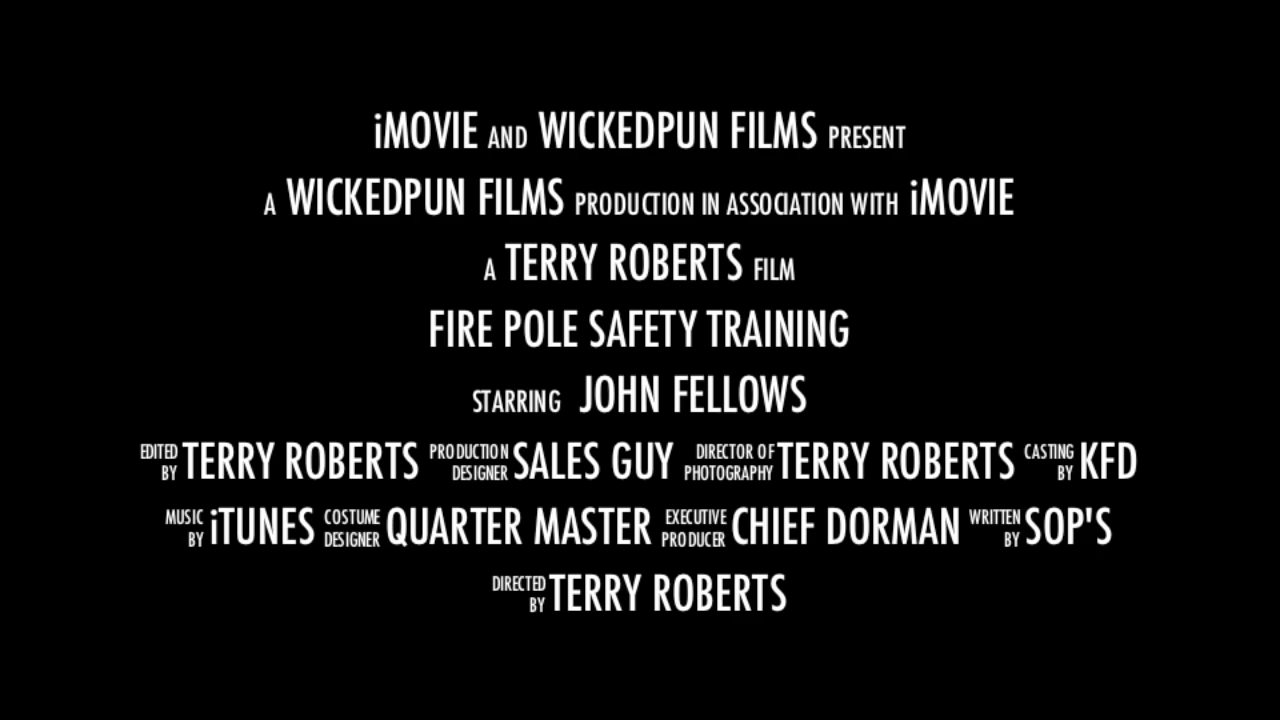 iMOVIE AND WICKEDPUN FILMS PRESENT
A WICKEDPUN FILMS PRODUCTION IN ASSOCIATION WITH iMOVIE
A TERRY ROBERTS FILM
FIRE POLE SAFETY TRAINING
STARRING JOHN FELLOWS
EDITED BY TERRY ROBERTS PRODUCTION DESIGNER SALES GUY DIRECTOR OF PHOTOGRAPHY TERRY ROBERTS CASTING BY KFD
MUSIC BY iTUNES COSTUME DESIGNER QUARTER MASTER EXECUTIVE PRODUCER CHIEF DORMAN WRITTEN BY SOP'S
DIRECTED BY TERRY ROBERTS